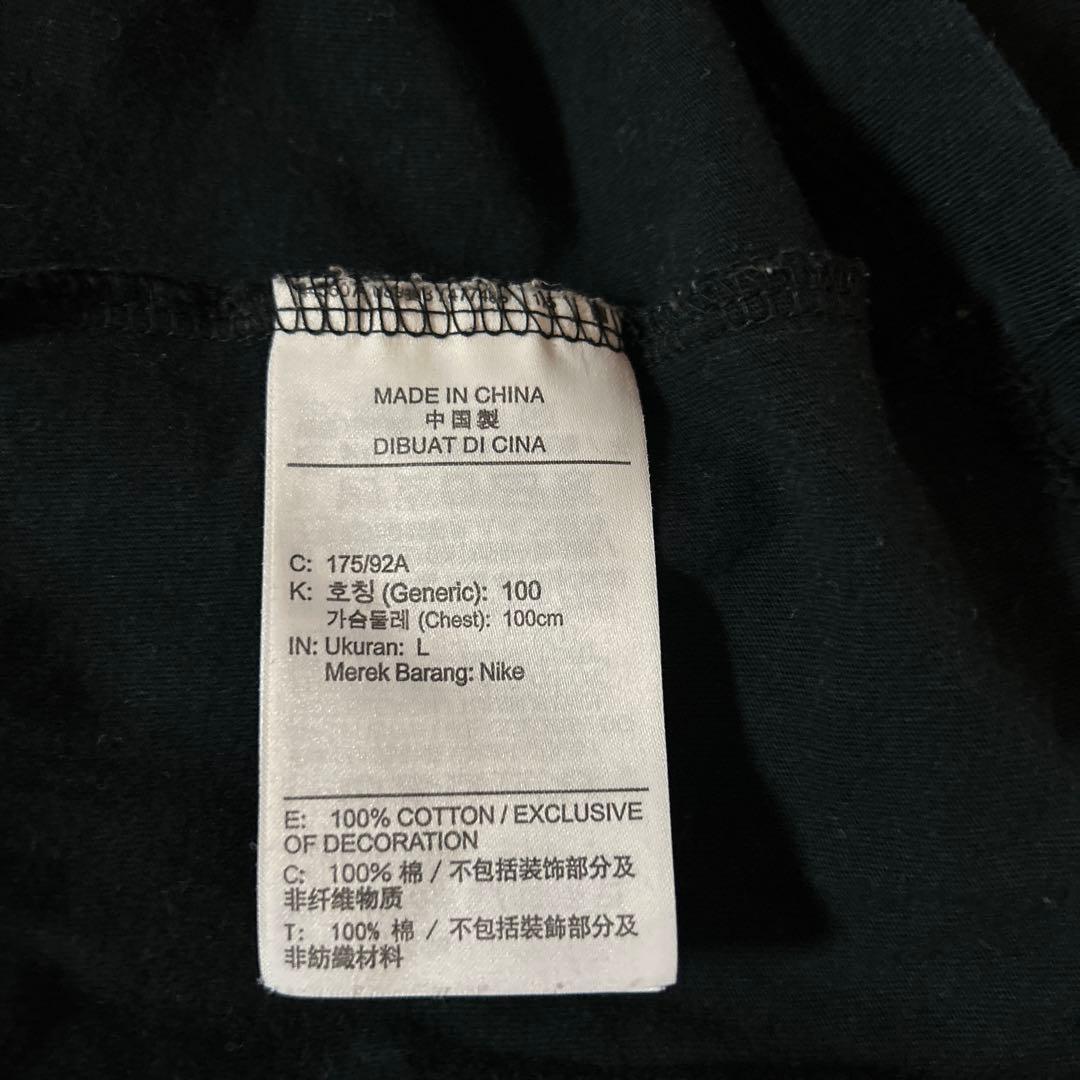 MADE IN CHINA
中国製
DIBUAT DI CINA
C: 175/92A
K: 호칭 (Generic): 100
가슴둘레 (Chest): 100cm
IN: Ukuran: L
Merek Barang: Nike
E: 100% COTTON / EXCLUSIVE
OF DECORATION
C: 100% 棉 / 不包括装饰部分及
非纤维物质
T: 100% 棉 / 不包括裝飾部分及
非紡織材料